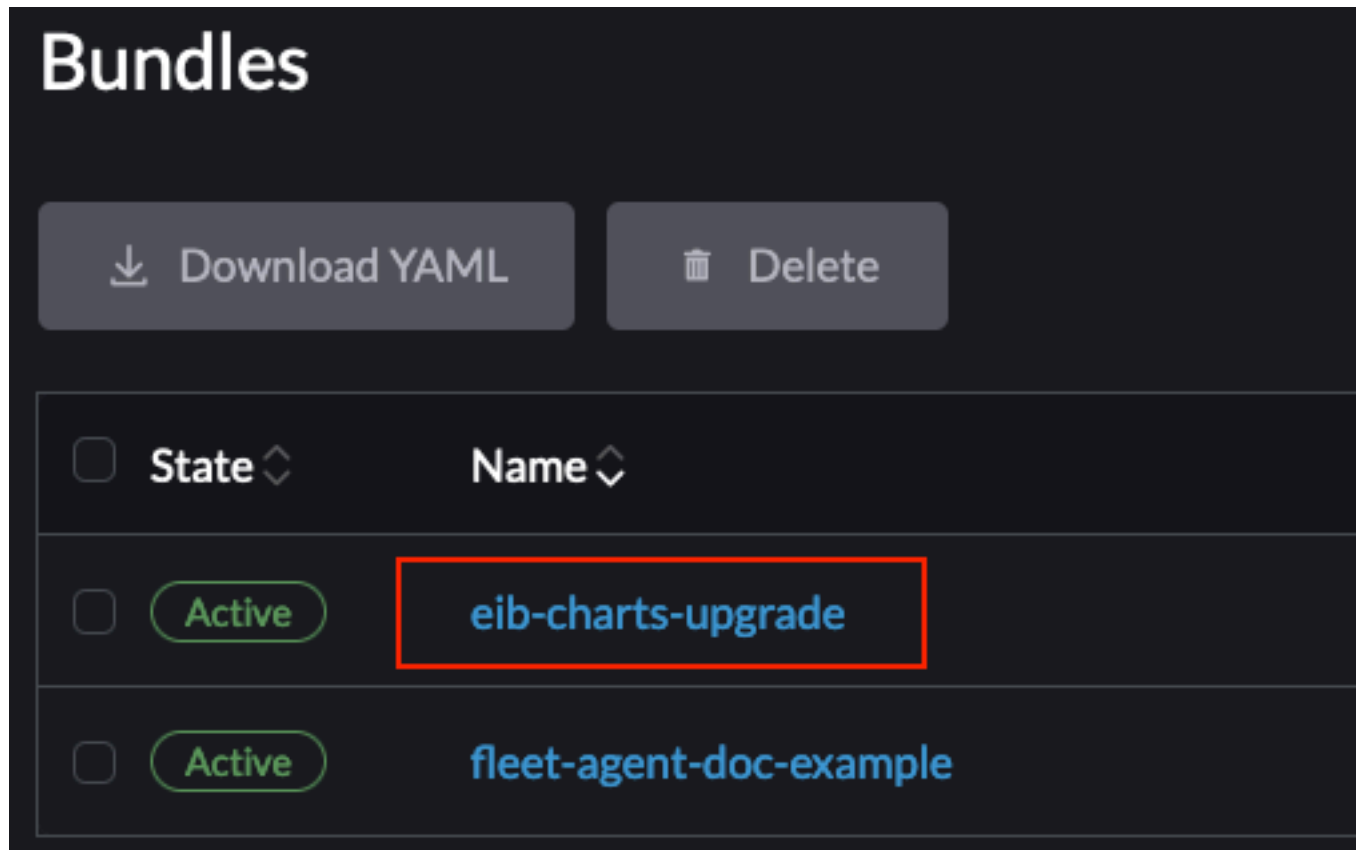 Bundles
Download YAML Delete
State Name
Active eib-charts-upgrade
Active fleet-agent-doc-example